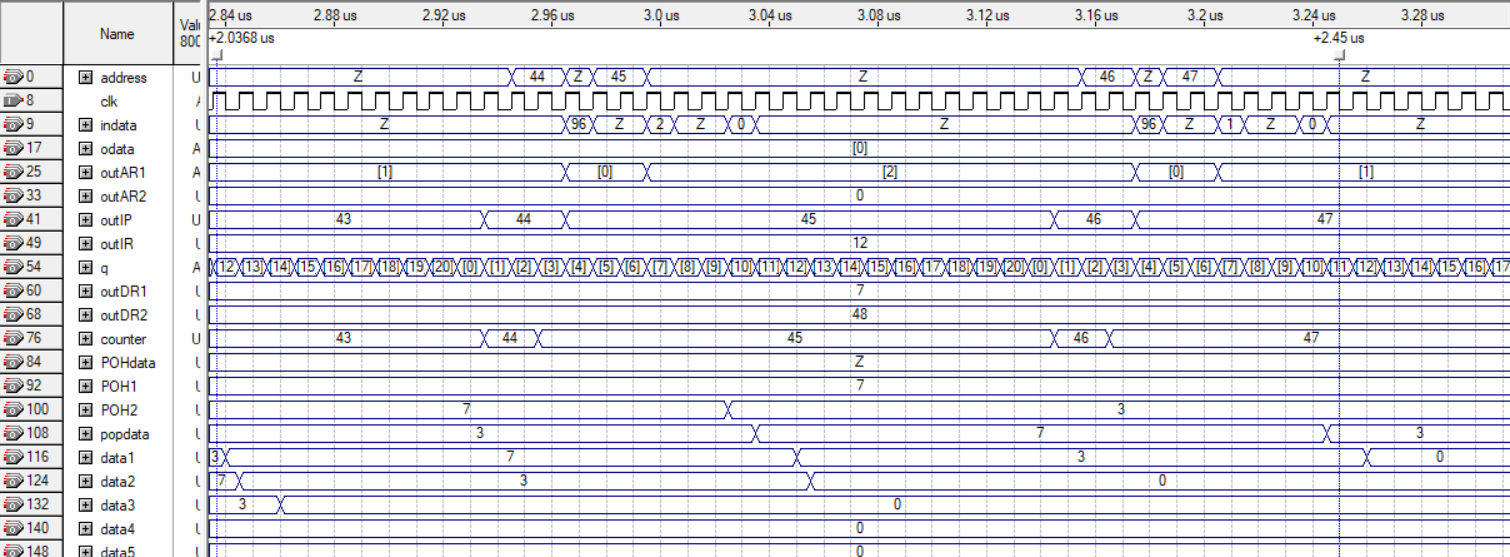 2.84 us 2.88 us 2.92 us 2.96 us 3.0 us 3.04 us 3.08 us 3.12 us 3.16 us 3.2 us 3.24 us 3.28 us
Name
800
+2.0368 us +2.45 us
0 address U Z 44 Z 45 Z 46 Z 47 Z
8 clk
9 indata Z 96 Z 2 Z 0 Z 96 Z 1 Z 0 Z
17 odata A [0]
25 outAR1 A [1] [0] [2] [0] [1]
33 outAR2 0
41 outIP U 43 44 45 46 47
49 outIR 12
54 q A [12] [13] [14] [15] [16] [17] [18] [19] [20] [0] [1] [2] [3] [4] [5] [6] [7] [8] [9] [10] [11] [12] [13] [14] [15] [16] [17] [18] [19] [20] [0] [1] [2] [3] [4] [5] [6] [7] [8] [9] [10] [11] [12] [13] [14] [15] [16] [17
60 outDR1 7
68 outDR2 48
76 counter U 43 44 45 46 47
84 POHdata Z
92 POH1 7
100 POH2 7 3
108 popdata 3 7 3
116 data1 3 7 3 0
124 data2 7 3 0
132 data3 3 0
140 data4 0
148 data5 0